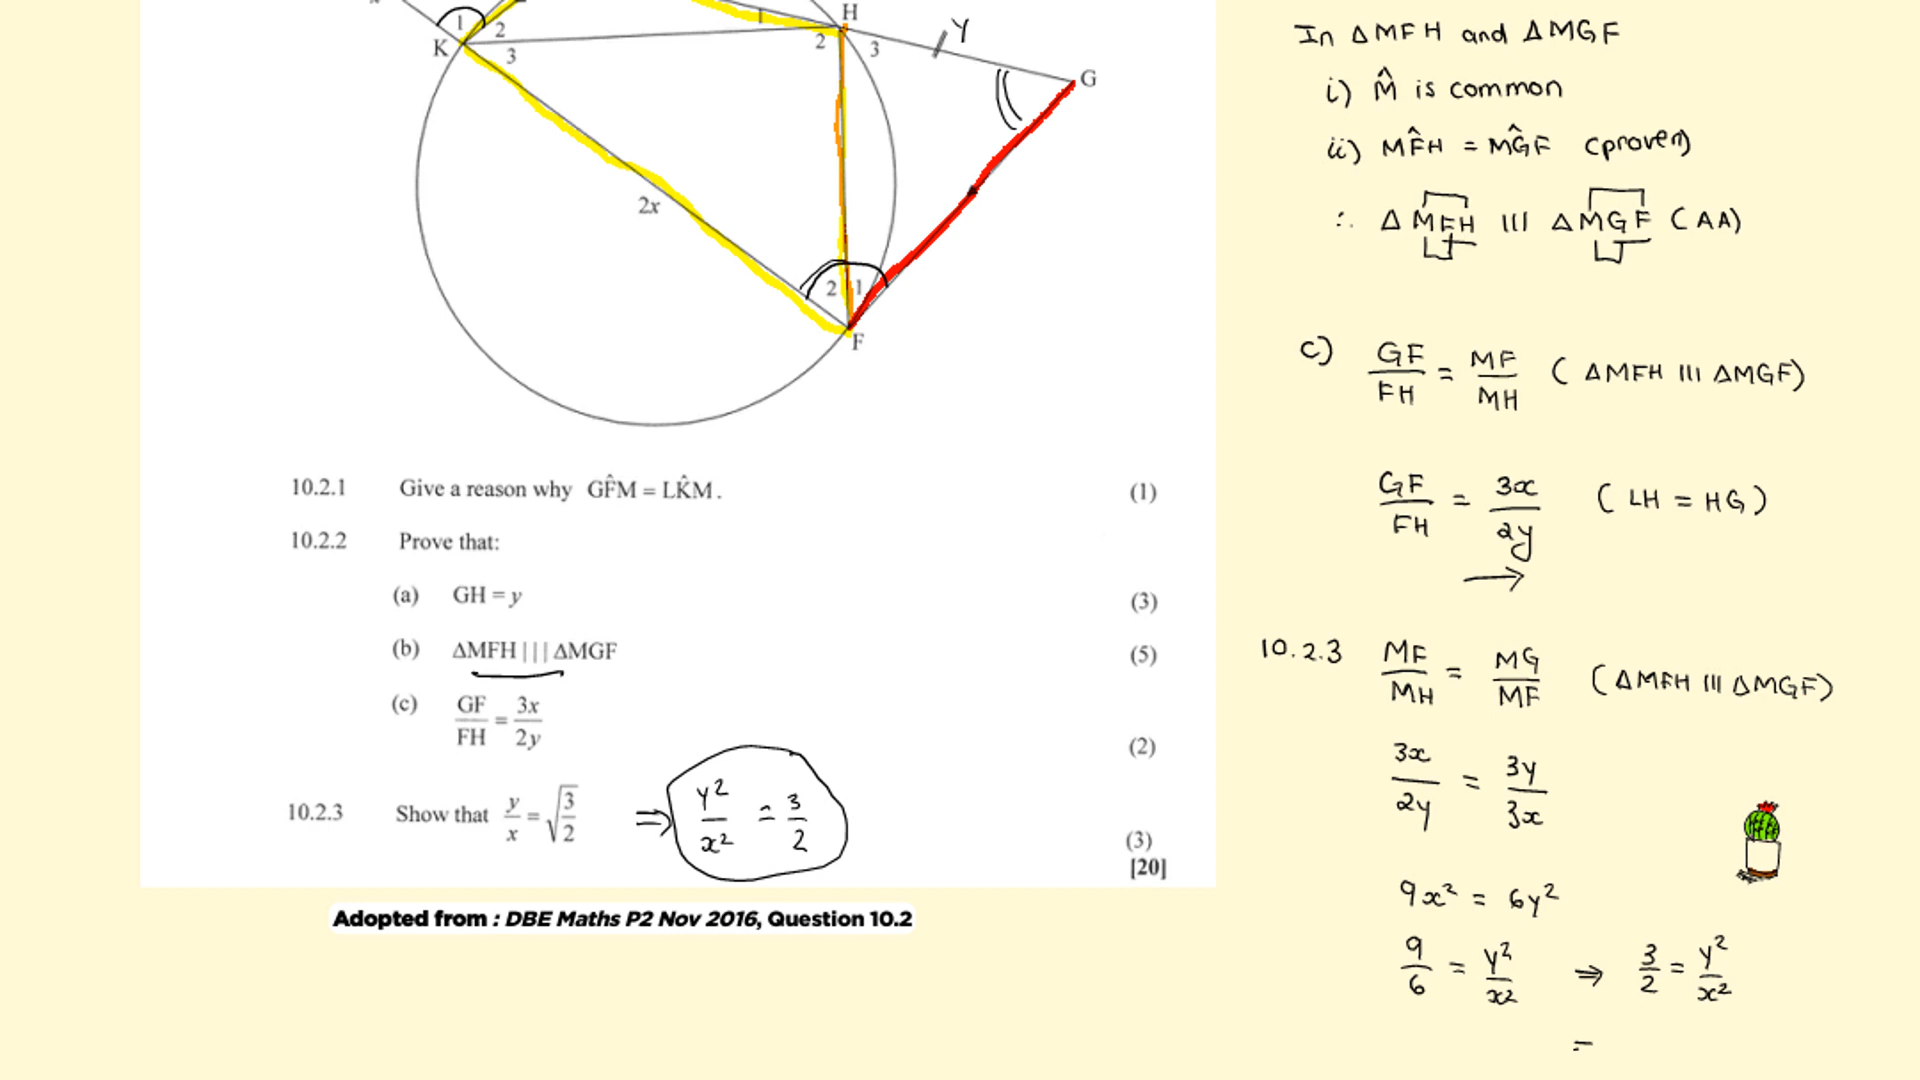 K
1
2
3
1
H
2
3
Y
G
2x
2
1
F
10.2.1 Give a reason why GF̂M = LK̂M. (1)
10.2.2 Prove that:
(a) GH = y (3)
(b) ΔMFH ||| ΔMGF (5)
(c) GF/FH = 3x/2y (2)
10.2.3 Show that y/x = √(3/2) ⇒ y²/x² = 3/2 (3)
[20]
Adopted from : DBE Maths P2 Nov 2016, Question 10.2
In ΔMFH and ΔMGF
i) M̂ is common
ii) MF̂H = MĜF (proven)
∴ ΔMFH ||| ΔMGF (AA)
c) GF/FH = MF/MH (ΔMFH ||| ΔMGF)
GF/FH = 3x/2y (LH = HG)
→
10.2.3 MF/MH = MG/MF (ΔMFH ||| ΔMGF)
3x/2y = 3y/3x
9x² = 6y²
9/6 = y²/x² ⇒ 3/2 = y²/x²
=